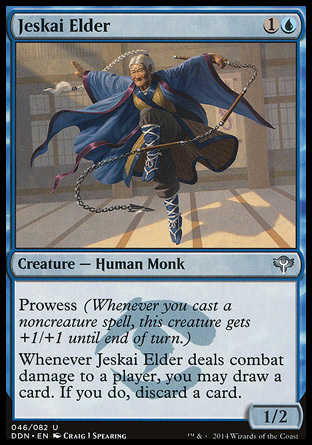 Jeskai Elder 1
Creature — Human Monk
Prowess (Whenever you cast a
noncreature spell, this creature gets
+1/+1 until end of turn.)
Whenever Jeskai Elder deals combat
damage to a player, you may draw a
card. If you do, discard a card.
1/2
046/082 U
DDN • EN Craig J Spearing ™ & © 2014 Wizards of the Coast